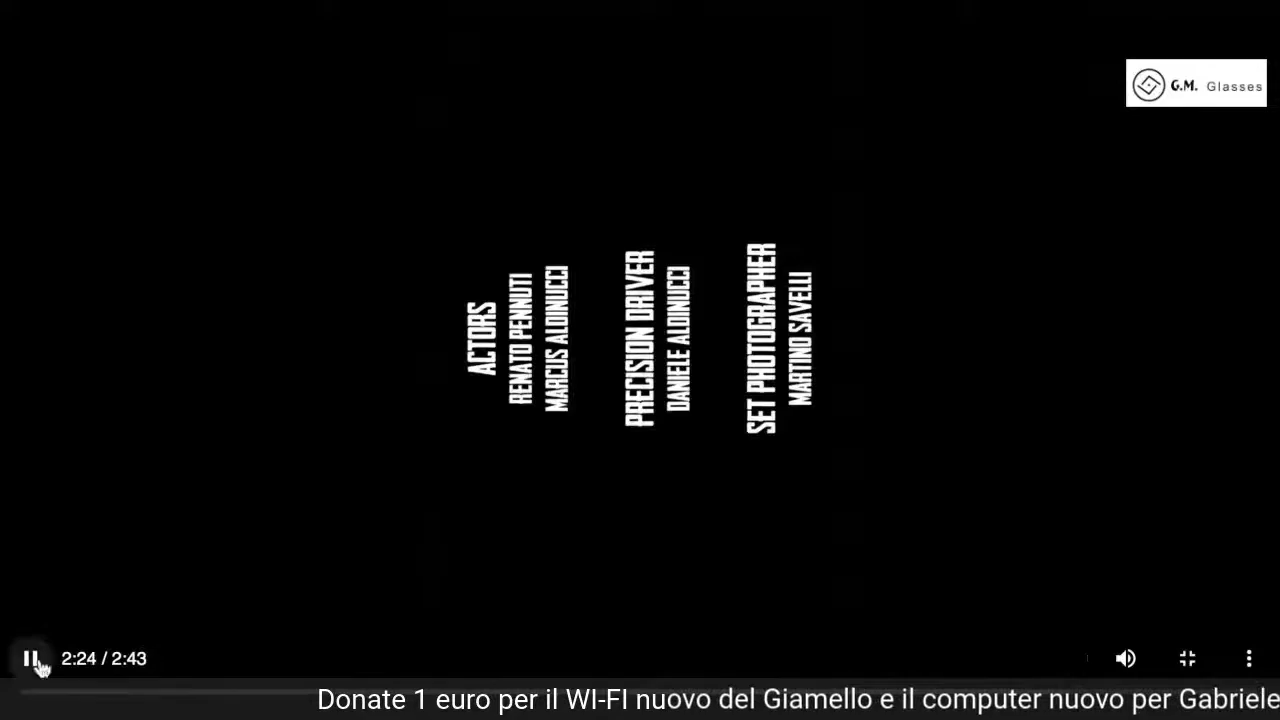 G.M. Glasses
ACTORS
RENATO PENNUTI
MARCUS ALDINUCCI
PRECISION DRIVER
DANIELE ALDINUCCI
SET PHOTOGRAPHER
MARTINO SAVELLI
2:24 / 2:43
Donate 1 euro per il WI-FI nuovo del Giamello e il computer nuovo per Gabriele